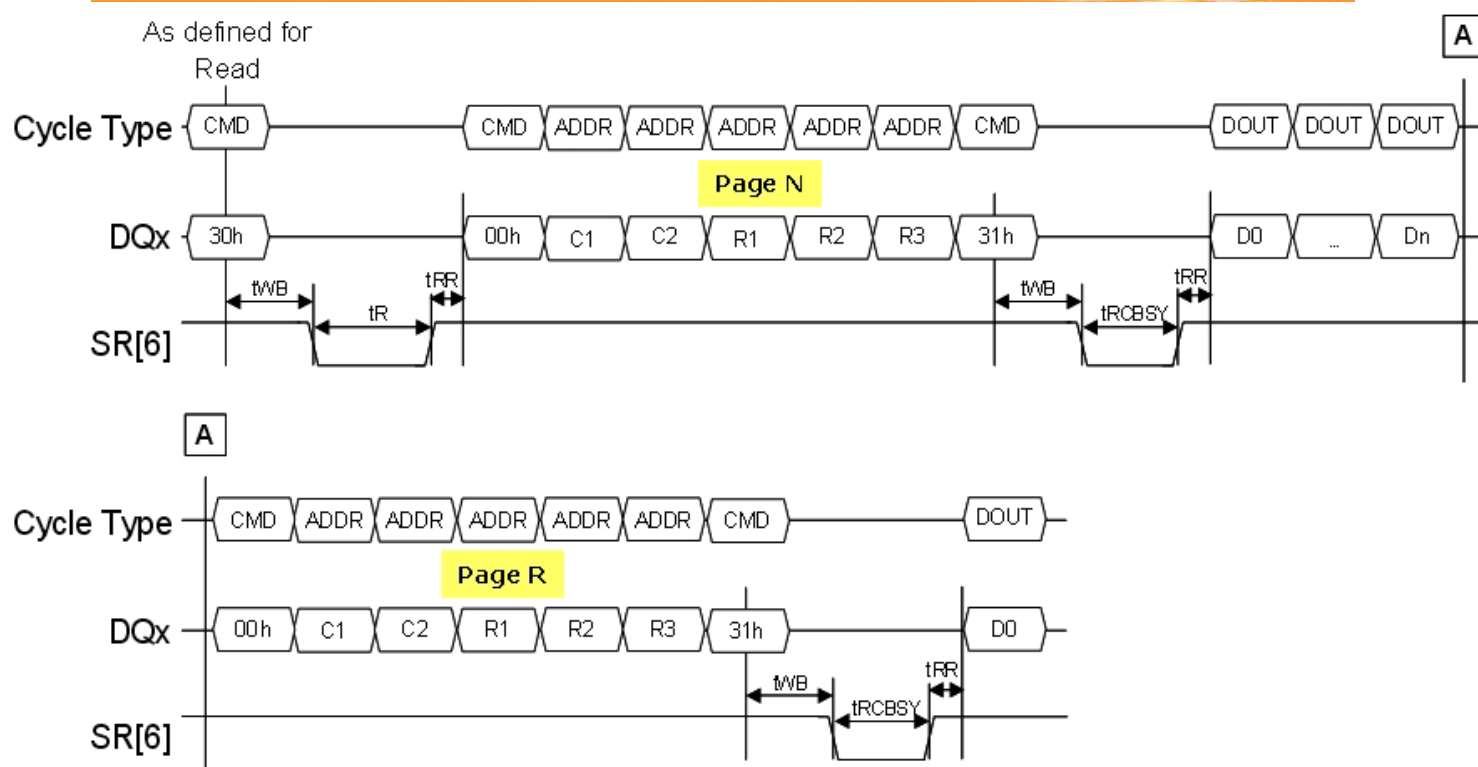 As defined for
Read
A
Cycle Type CMD CMD ADDR ADDR ADDR ADDR ADDR CMD DOUT DOUT DOUT
Page N
DQx 30h 00h C1 C2 R1 R2 R3 31h D0 ... Dn
tWB tR tRR tWB tRCBSY tRR
SR[6]
A
Cycle Type CMD ADDR ADDR ADDR ADDR ADDR CMD DOUT
Page R
DQx 00h C1 C2 R1 R2 R3 31h D0
tWB tRCBSY tRR
SR[6]